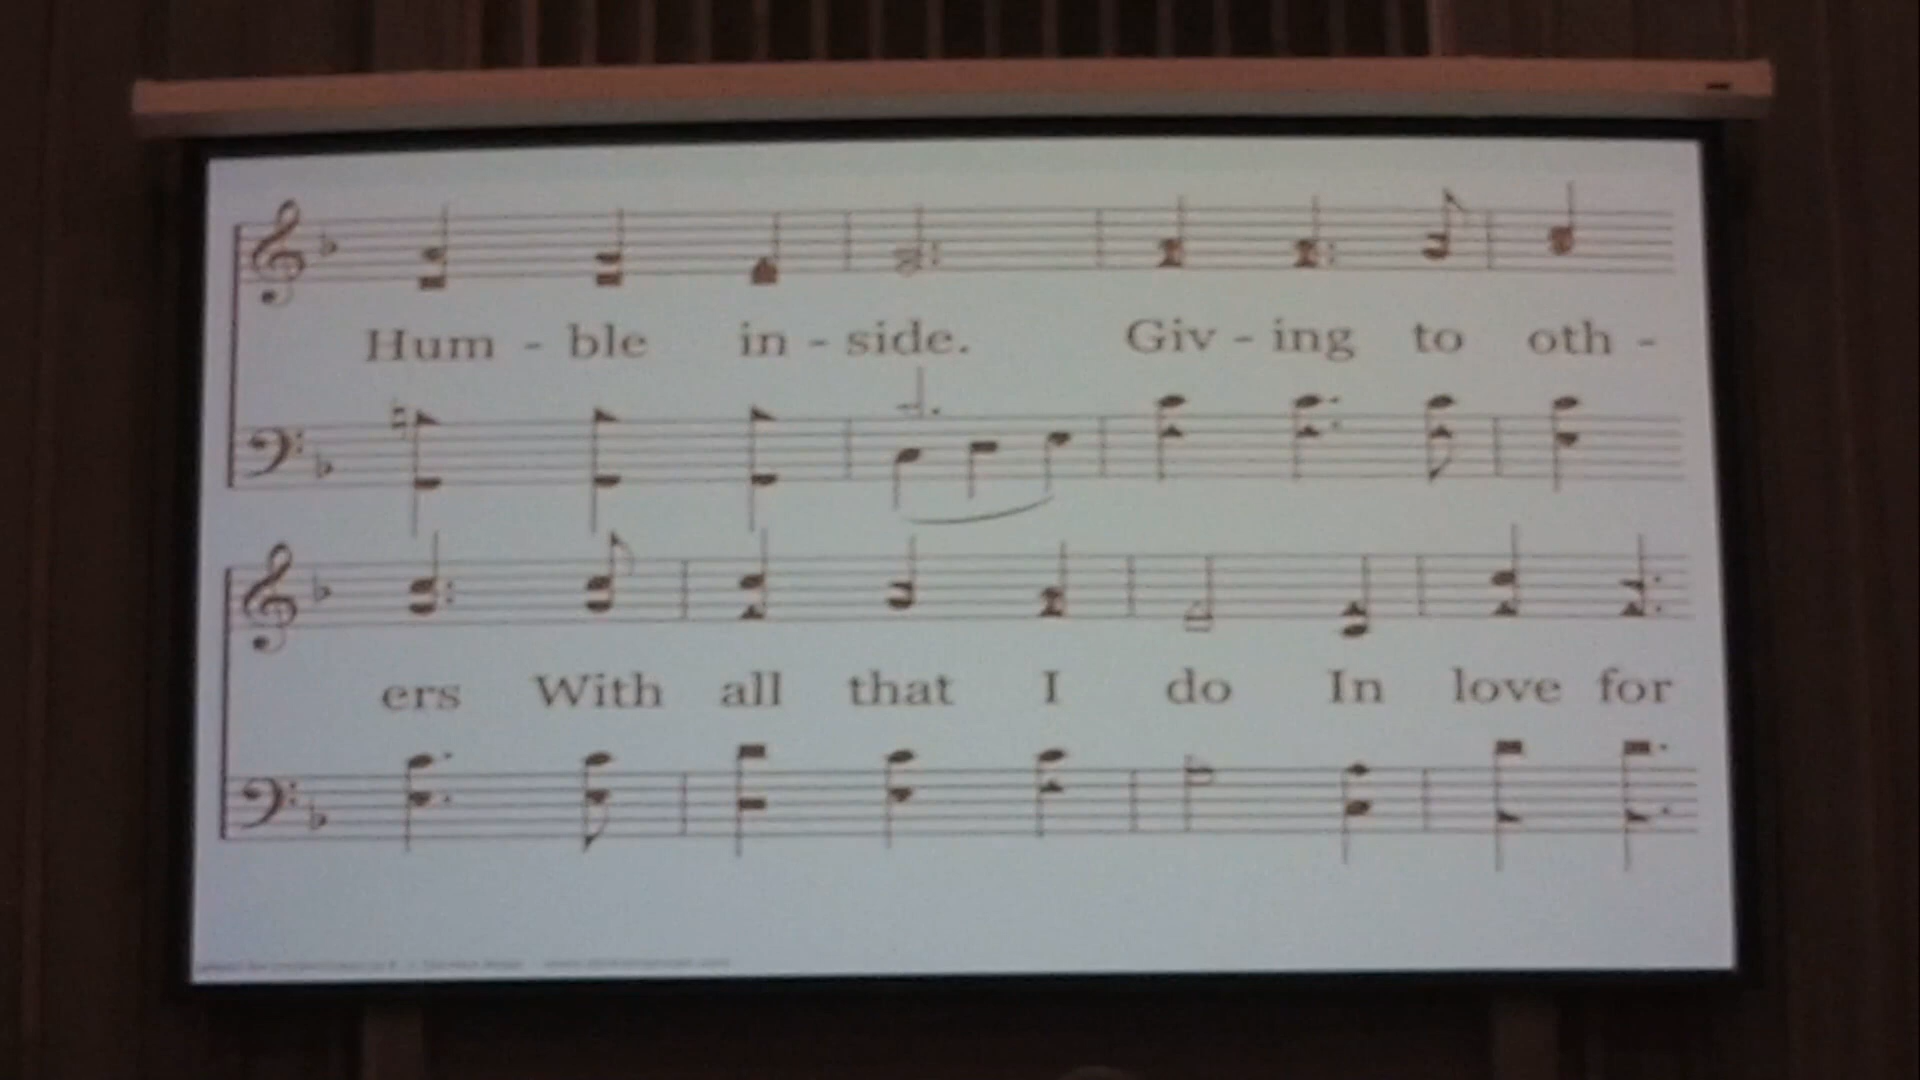 Hum - ble in - side. Giv - ing to oth -
ers With all that I do In love for